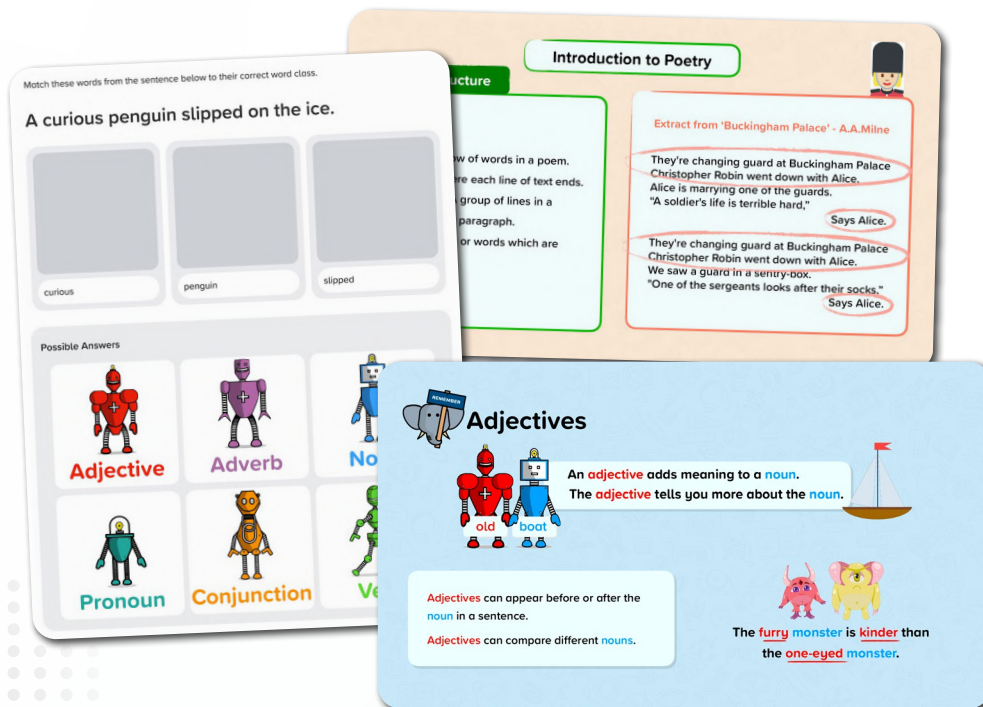 Match these words from the sentence below to their correct word class.
A curious penguin slipped on the ice.
curious
penguin
slipped
Possible Answers
Adjective
Adverb
No
Pronoun
Conjunction
Ve
Introduction to Poetry
ucture
ow of words in a poem.
ere each line of text ends.
group of lines in a
paragraph.
or words which are
Extract from 'Buckingham Palace' - A.A.Milne
They're changing guard at Buckingham Palace
Christopher Robin went down with Alice.
Alice is marrying one of the guards.
"A soldier's life is terrible hard,"
Says Alice.
They're changing guard at Buckingham Palace
Christopher Robin went down with Alice.
We saw a guard in a sentry-box.
"One of the sergeants looks after their socks,"
Says Alice.
REMEMBER
Adjectives
An adjective adds meaning to a noun.
The adjective tells you more about the noun.
old
boat
Adjectives can appear before or after the
noun in a sentence.
Adjectives can compare different nouns.
The furry monster is kinder than
the one-eyed monster.